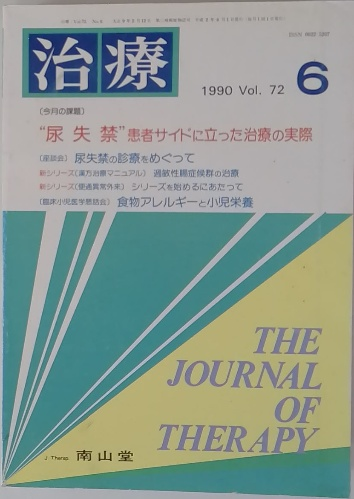 治療
1990 Vol. 72 6
〔今月の課題〕
"尿失禁"患者サイドに立った治療の実際
〔座談会〕 尿失禁の診療をめぐって
新シリーズ〔漢方治療マニュアル〕 過敏性腸症候群の治療
新シリーズ〔便通異常外来〕 シリーズを始めるにあたって
〔臨床小児医学懇話会〕 食物アレルギーと小児栄養
THE
JOURNAL
OF
THERAPY
J. Therap. 南山堂